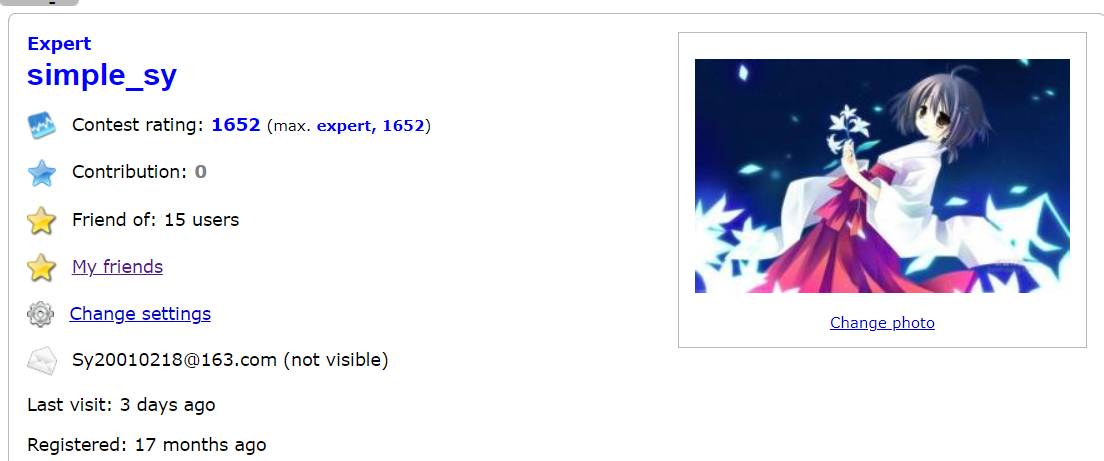 Expert
simple_sy
Contest rating: 1652 (max. expert, 1652)
Contribution: 0
Friend of: 15 users
My friends
Change settings
Sy20010218@163.com (not visible)
Last visit: 3 days ago
Registered: 17 months ago
Change photo